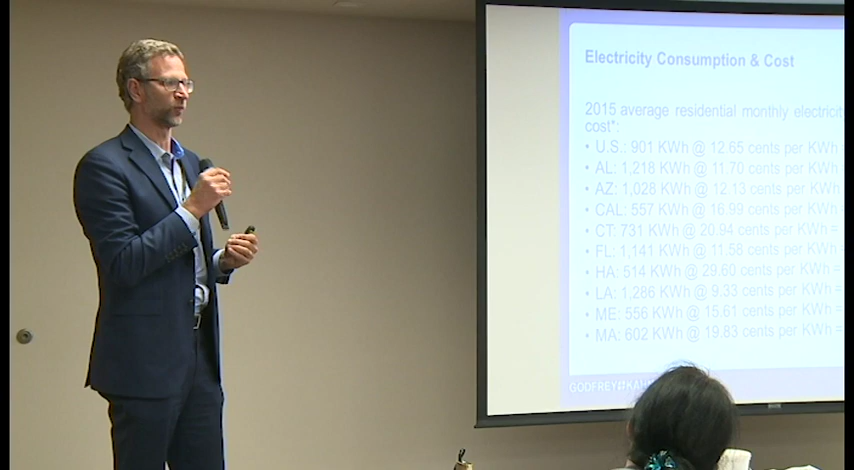 Electricity Consumption & Cost
2015 average residential monthly electricit
cost*:
• U.S.: 901 KWh @ 12.65 cents per KWh
• AL: 1,218 KWh @ 11.70 cents per KWh
• AZ: 1,028 KWh @ 12.13 cents per KWh
• CAL: 557 KWh @ 16.99 cents per KWh
• CT: 731 KWh @ 20.94 cents per KWh =
• FL: 1,141 KWh @ 11.58 cents per KWh =
• HA: 514 KWh @ 29.60 cents per KWh =
• LA: 1,286 KWh @ 9.33 cents per KWh =
• ME: 556 KWh @ 15.61 cents per KWh =
• MA: 602 KWh @ 19.83 cents per KWh =
GODFREY#KA